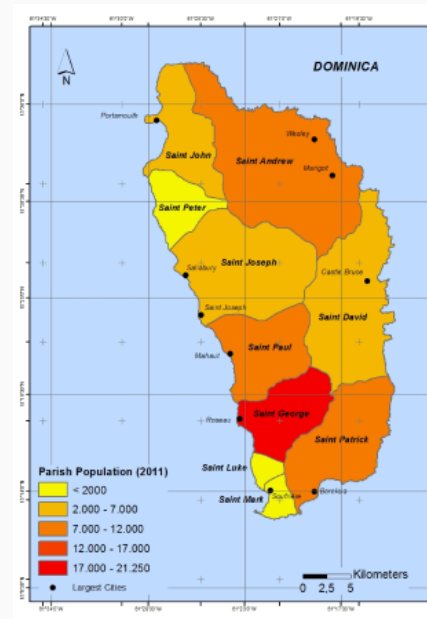 DOMINICA
N
Portsmouth
Wesley
Marigot
Saint John
Saint Andrew
Saint Peter
Saint Joseph
Salisbury
Castle Bruce
Saint Joseph
Saint David
Saint Paul
Mahaut
Saint George
Roseau
Saint Patrick
Saint Luke
Saint Mark
Berekua
Parish Population (2011)
< 2000
2.000 - 7.000
7.000 - 12.000
12.000 - 17.000
17.000 - 21.250
Largest Cities
Kilometers
0 2,5 5